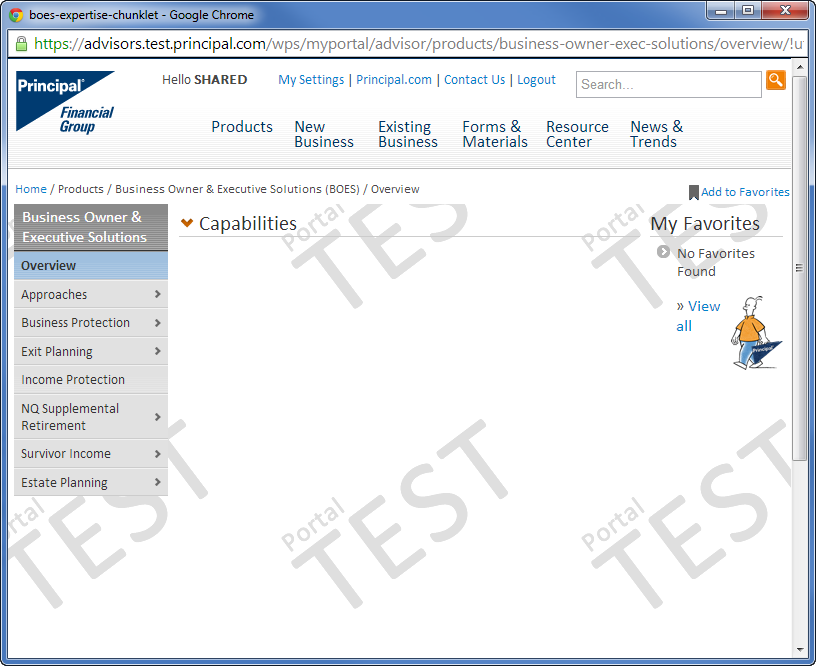 boes-expertise-chunklet - Google Chrome
https://advisors.test.principal.com/wps/myportal/advisor/products/business-owner-exec-solutions/overview/!u
Principal
Financial
Group
Hello SHARED
My Settings | Principal.com | Contact Us | Logout
Search...
Products
New
Business
Existing
Business
Forms &
Materials
Resource
Center
News &
Trends
Home / Products / Business Owner & Executive Solutions (BOES) / Overview
Add to Favorites
Business Owner &
Executive Solutions
Overview
Approaches
Business Protection
Exit Planning
Income Protection
NQ Supplemental
Retirement
Survivor Income
Estate Planning
Capabilities
My Favorites
No Favorites
Found
» View
all
Principal
Portal
TEST
Portal
TEST
Portal
TEST
Portal
TEST
Portal
TEST